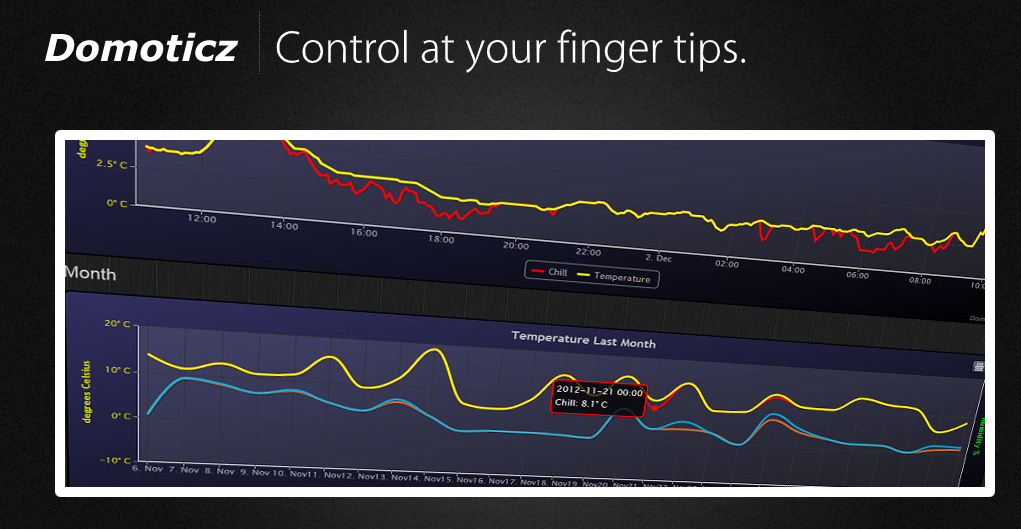 Domoticz
Control at your finger tips.
2.5° C
0° C
12:00 14:00 16:00 18:00 20:00 22:00 2. Dec 02:00 04:00 06:00 08:00
Chill Temperature
Month
Temperature Last Month
degrees Celsius
20° C
10° C
0° C
-10° C
2012-11-21 00:00
Chill: 8.1° C
Humidity %
6. Nov 7. Nov 8. Nov 9. Nov 10. Nov 11. Nov 12. Nov 13. Nov 14. Nov 15. Nov 16. Nov 17. Nov 18. Nov 19. Nov 20. Nov 21. Nov